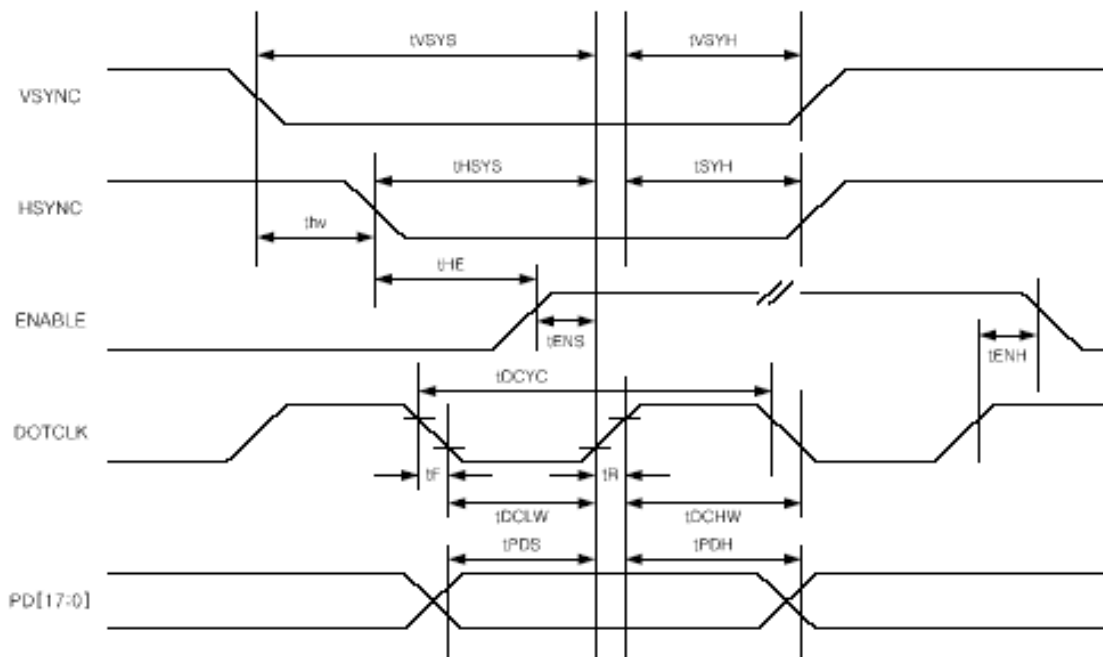 tVSYS tVSYH
VSYNC
tHSYS tSYH
HSYNC
thv
tHE
ENABLE
tENS
tENH
tDCYC
DOTCLK
tF tR
tDCLW tDCHW
tPDS tPDH
PD[17:0]